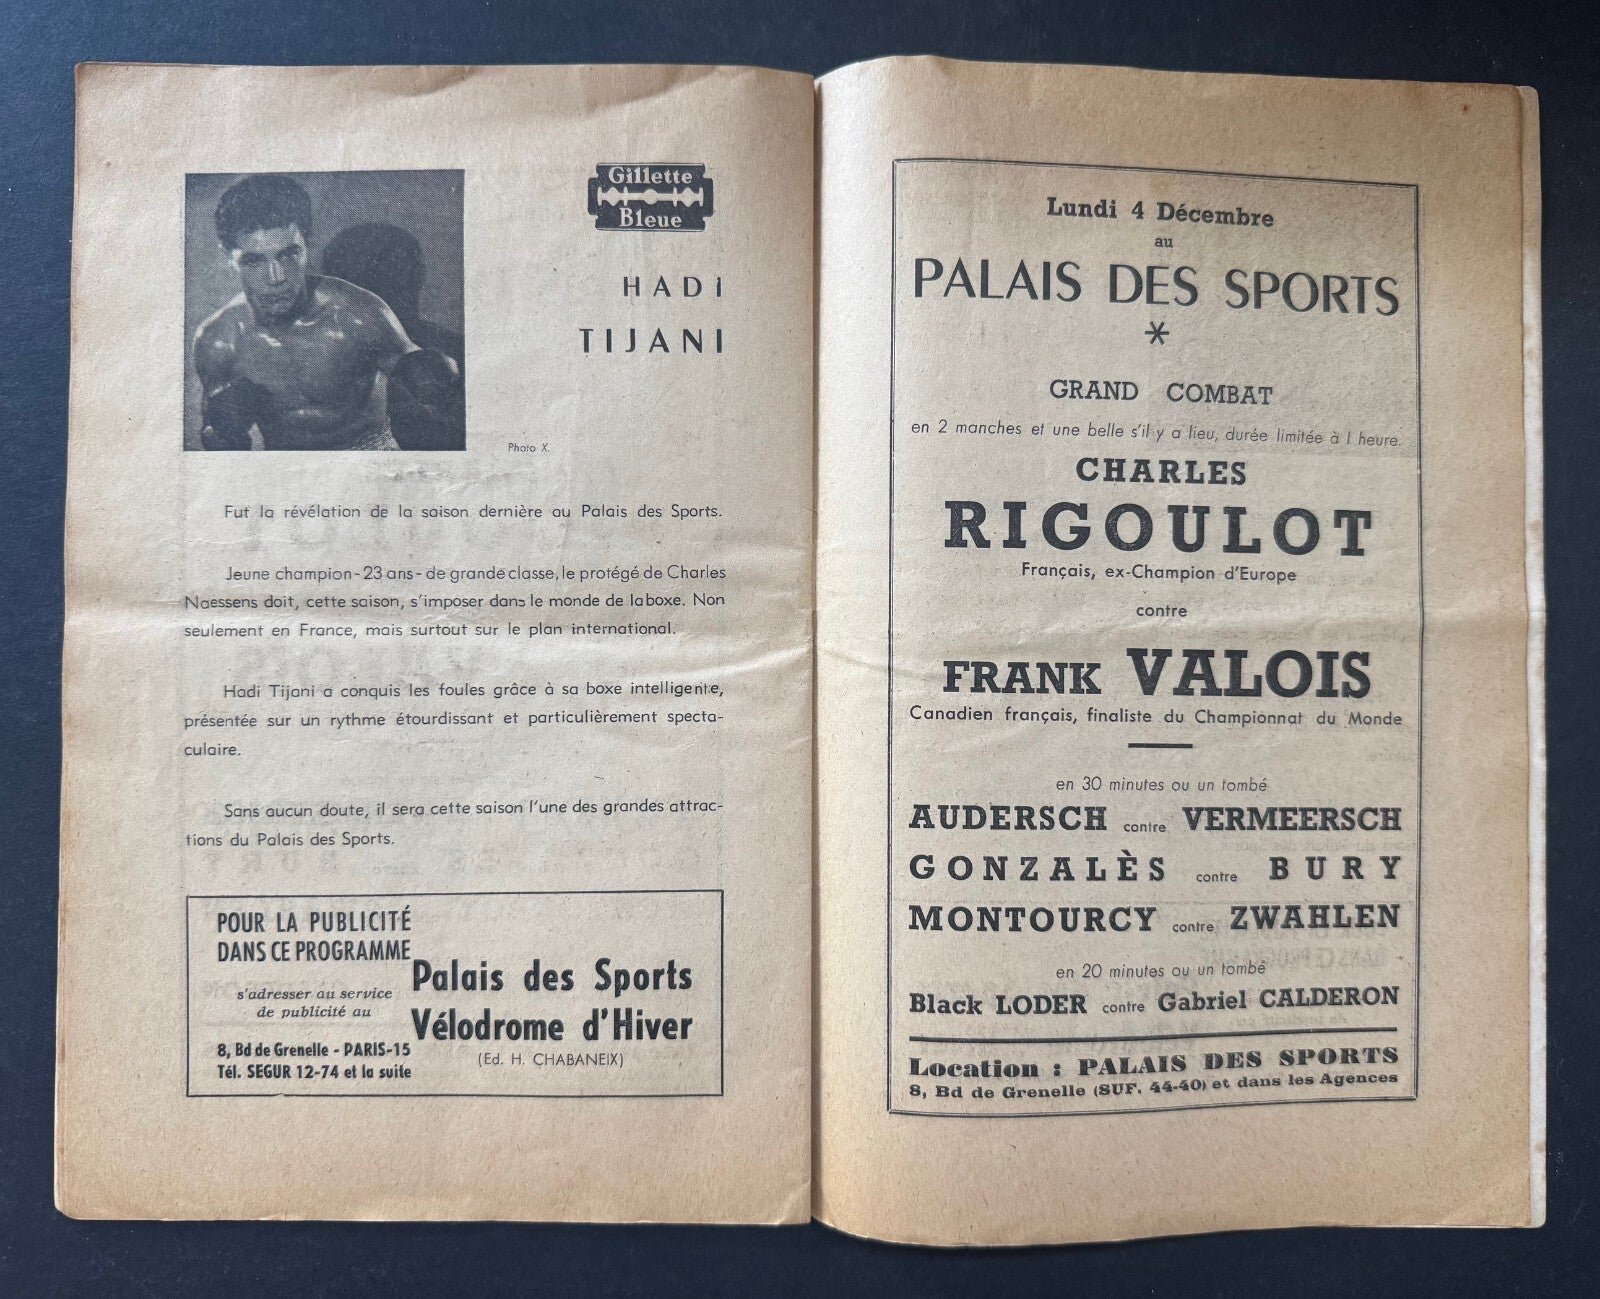 Gillette
Bleue
HADI
TIJANI
Photo X.
Fut la révélation de la saison dernière au Palais des Sports.
Jeune champion - 23 ans - de grande classe, le protégé de Charles
Naessens doit, cette saison, s'imposer dans le monde de la boxe. Non
seulement en France, mais surtout sur le plan international.
Hadi Tijani a conquis les foules grâce à sa boxe intelligente,
présentée sur un rythme étourdissant et particulièrement specta-
culaire.
Sans aucun doute, il sera cette saison l'une des grandes attrac-
tions du Palais des Sports.
POUR LA PUBLICITÉ
DANS CE PROGRAMME
s'adresser au service
de publicité au
8, Bd de Grenelle - PARIS-15
Tél. SEGUR 12-74 et la suite
Palais des Sports
Vélodrome d'Hiver
(Ed. H. CHABANEIX)
Lundi 4 Décembre
au
PALAIS DES SPORTS
*
GRAND COMBAT
en 2 manches et une belle s'il y a lieu, durée limitée à 1 heure.
CHARLES
RIGOULOT
Français, ex-Champion d'Europe
contre
FRANK VALOIS
Canadien français, finaliste du Championnat du Monde
en 30 minutes ou un tombé
AUDERSCH contre VERMEERSCH
GONZALÈS contre BURY
MONTOURCY contre ZWAHLEN
en 20 minutes ou un tombé
Black LODER contre Gabriel CALDERON
Location : PALAIS DES SPORTS
8, Bd de Grenelle (SUF. 44-40) et dans les Agences